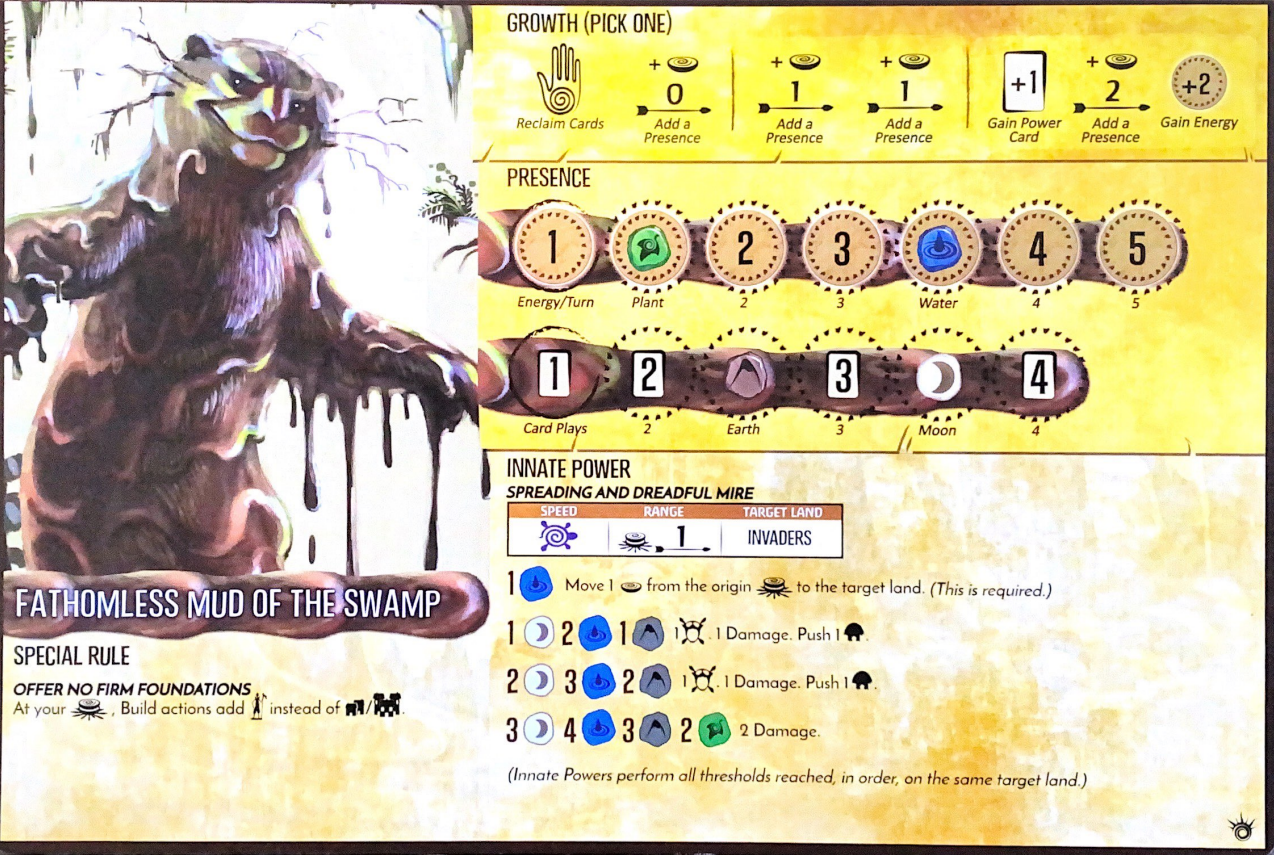 GROWTH (PICK ONE)
+ + + +1 + +2
0 1 1 2
Reclaim Cards Add a Presence Add a Presence Add a Presence Gain Power Card Add a Presence Gain Energy
PRESENCE
1 2 3 4 5
Energy/Turn Plant 2 3 Water 4 5
1 2 3 4
Card Plays 2 Earth 3 Moon 4
INNATE POWER
SPREADING AND DREADFUL MIRE
SPEED RANGE TARGET LAND
1 INVADERS
1 Move 1 from the origin to the target land. (This is required.)
1 2 1 1 . 1 Damage. Push 1 .
2 3 2 1 . 1 Damage. Push 1 .
3 4 3 2 2 Damage.
(Innate Powers perform all thresholds reached, in order, on the same target land.)
FATHOMLESS MUD OF THE SWAMP
SPECIAL RULE
OFFER NO FIRM FOUNDATIONS
At your , Build actions add instead of / .